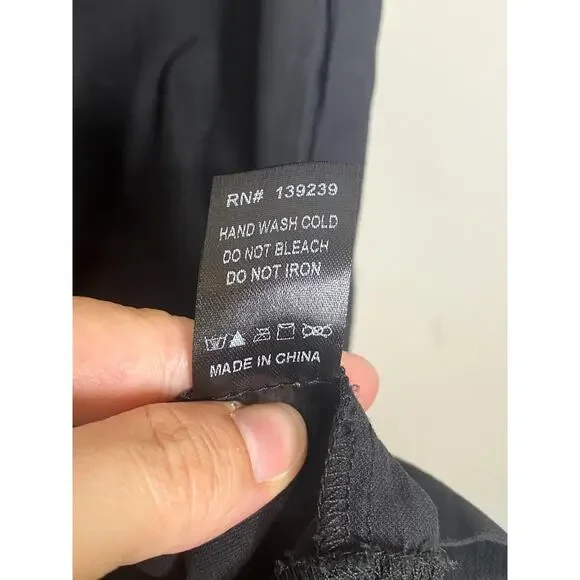 RN# 139239
HAND WASH COLD
DO NOT BLEACH
DO NOT IRON
MADE IN CHINA